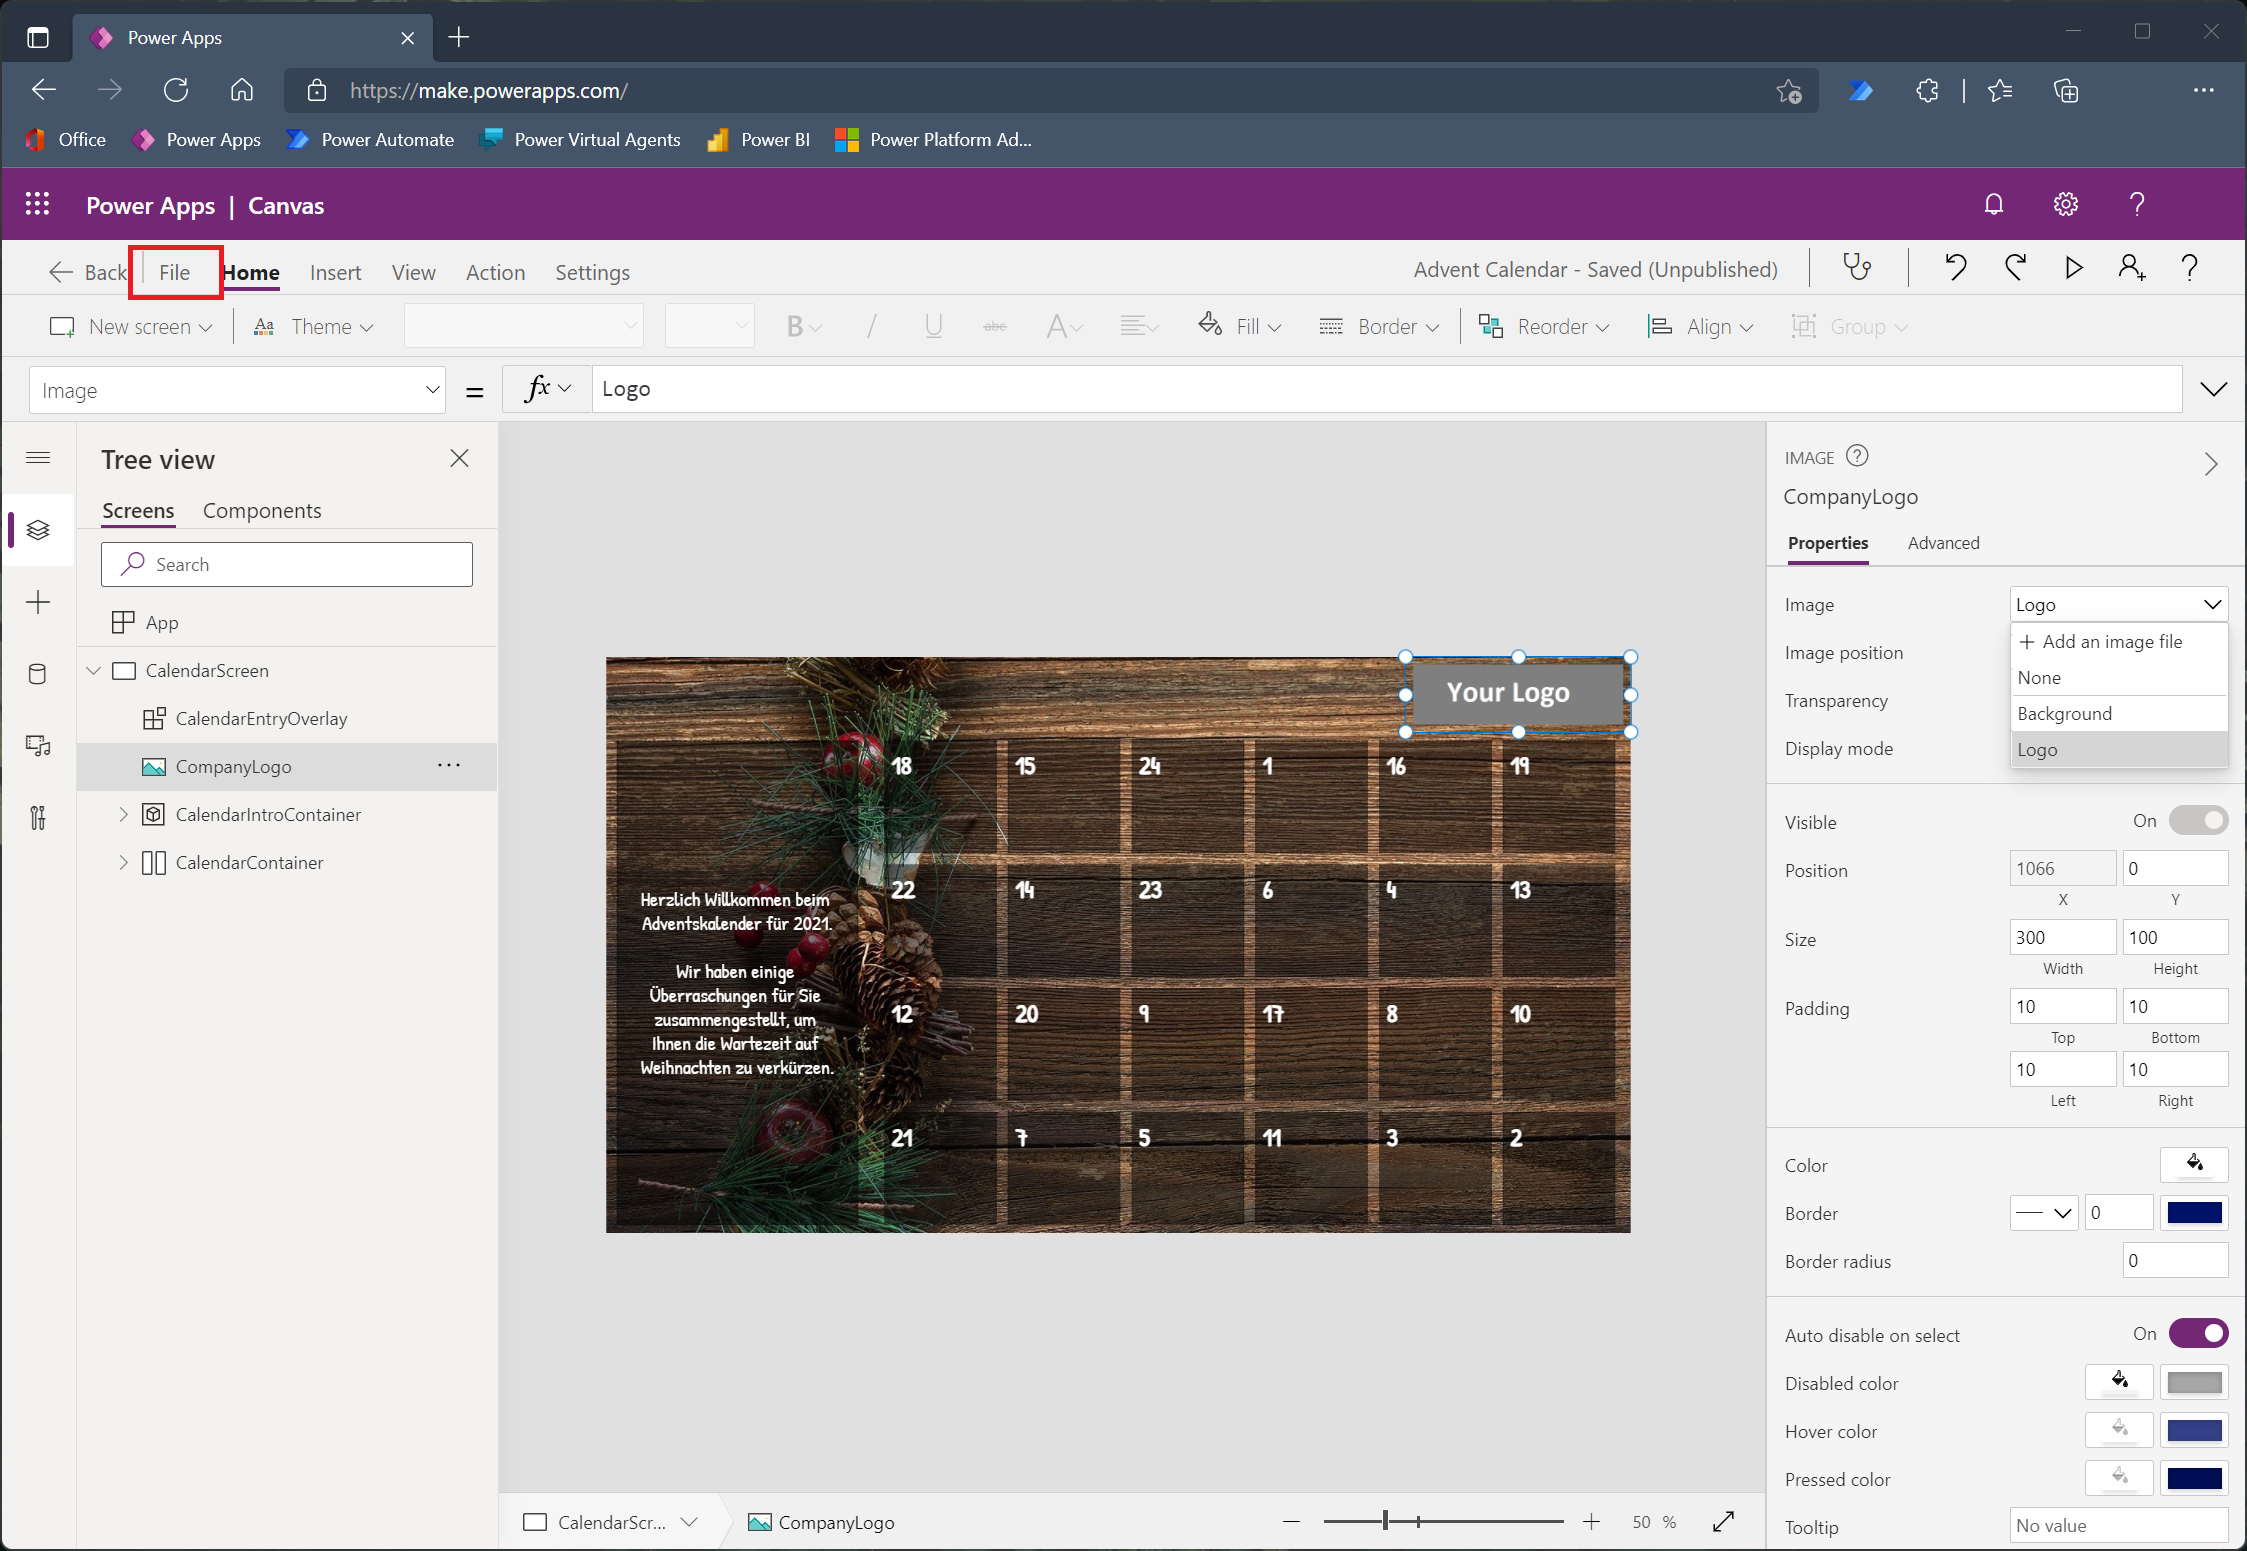 Power Apps
https://make.powerapps.com/
Office
Power Apps
Power Automate
Power Virtual Agents
Power BI
Power Platform Ad...
Power Apps | Canvas
Back
File
Home
Insert
View
Action
Settings
Advent Calendar - Saved (Unpublished)
New screen
Theme
Fill
Border
Reorder
Align
Group
Image
=
fx
Logo
Tree view
Screens
Components
Search
App
CalendarScreen
CalendarEntryOverlay
CompanyLogo
CalendarIntroContainer
CalendarContainer
Your Logo
18 15 24 1 16 19
22 14 23 6 4 13
12 20 9 17 8 10
21 7 5 11 3 2
Herzlich Willkommen beim
Adventskalender für 2021.
Wir haben einige
Überraschungen für Sie
zusammengestellt, um
Ihnen die Wartezeit auf
Weihnachten zu verkürzen.
CalendarScr...
CompanyLogo
50 %
IMAGE
CompanyLogo
Properties
Advanced
Image
Logo
Add an image file
None
Background
Logo
Image position
Transparency
Display mode
Visible
On
Position
1066
0
X
Y
Size
300
100
Width
Height
Padding
10
10
Top
Bottom
10
10
Left
Right
Color
Border
0
Border radius
0
Auto disable on select
On
Disabled color
Hover color
Pressed color
Tooltip
No value